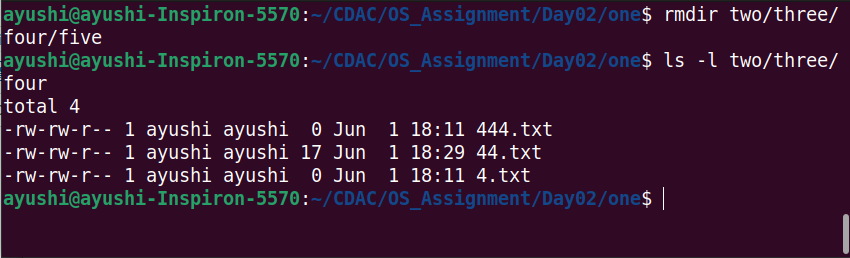 ayushi@ayushi-Inspiron-5570:~/CDAC/OS_Assignment/Day02/one$ rmdir two/three/
four/five
ayushi@ayushi-Inspiron-5570:~/CDAC/OS_Assignment/Day02/one$ ls -l two/three/
four
total 4
-rw-rw-r-- 1 ayushi ayushi  0 Jun  1 18:11 444.txt
-rw-rw-r-- 1 ayushi ayushi 17 Jun  1 18:29 44.txt
-rw-rw-r-- 1 ayushi ayushi  0 Jun  1 18:11 4.txt
ayushi@ayushi-Inspiron-5570:~/CDAC/OS_Assignment/Day02/one$